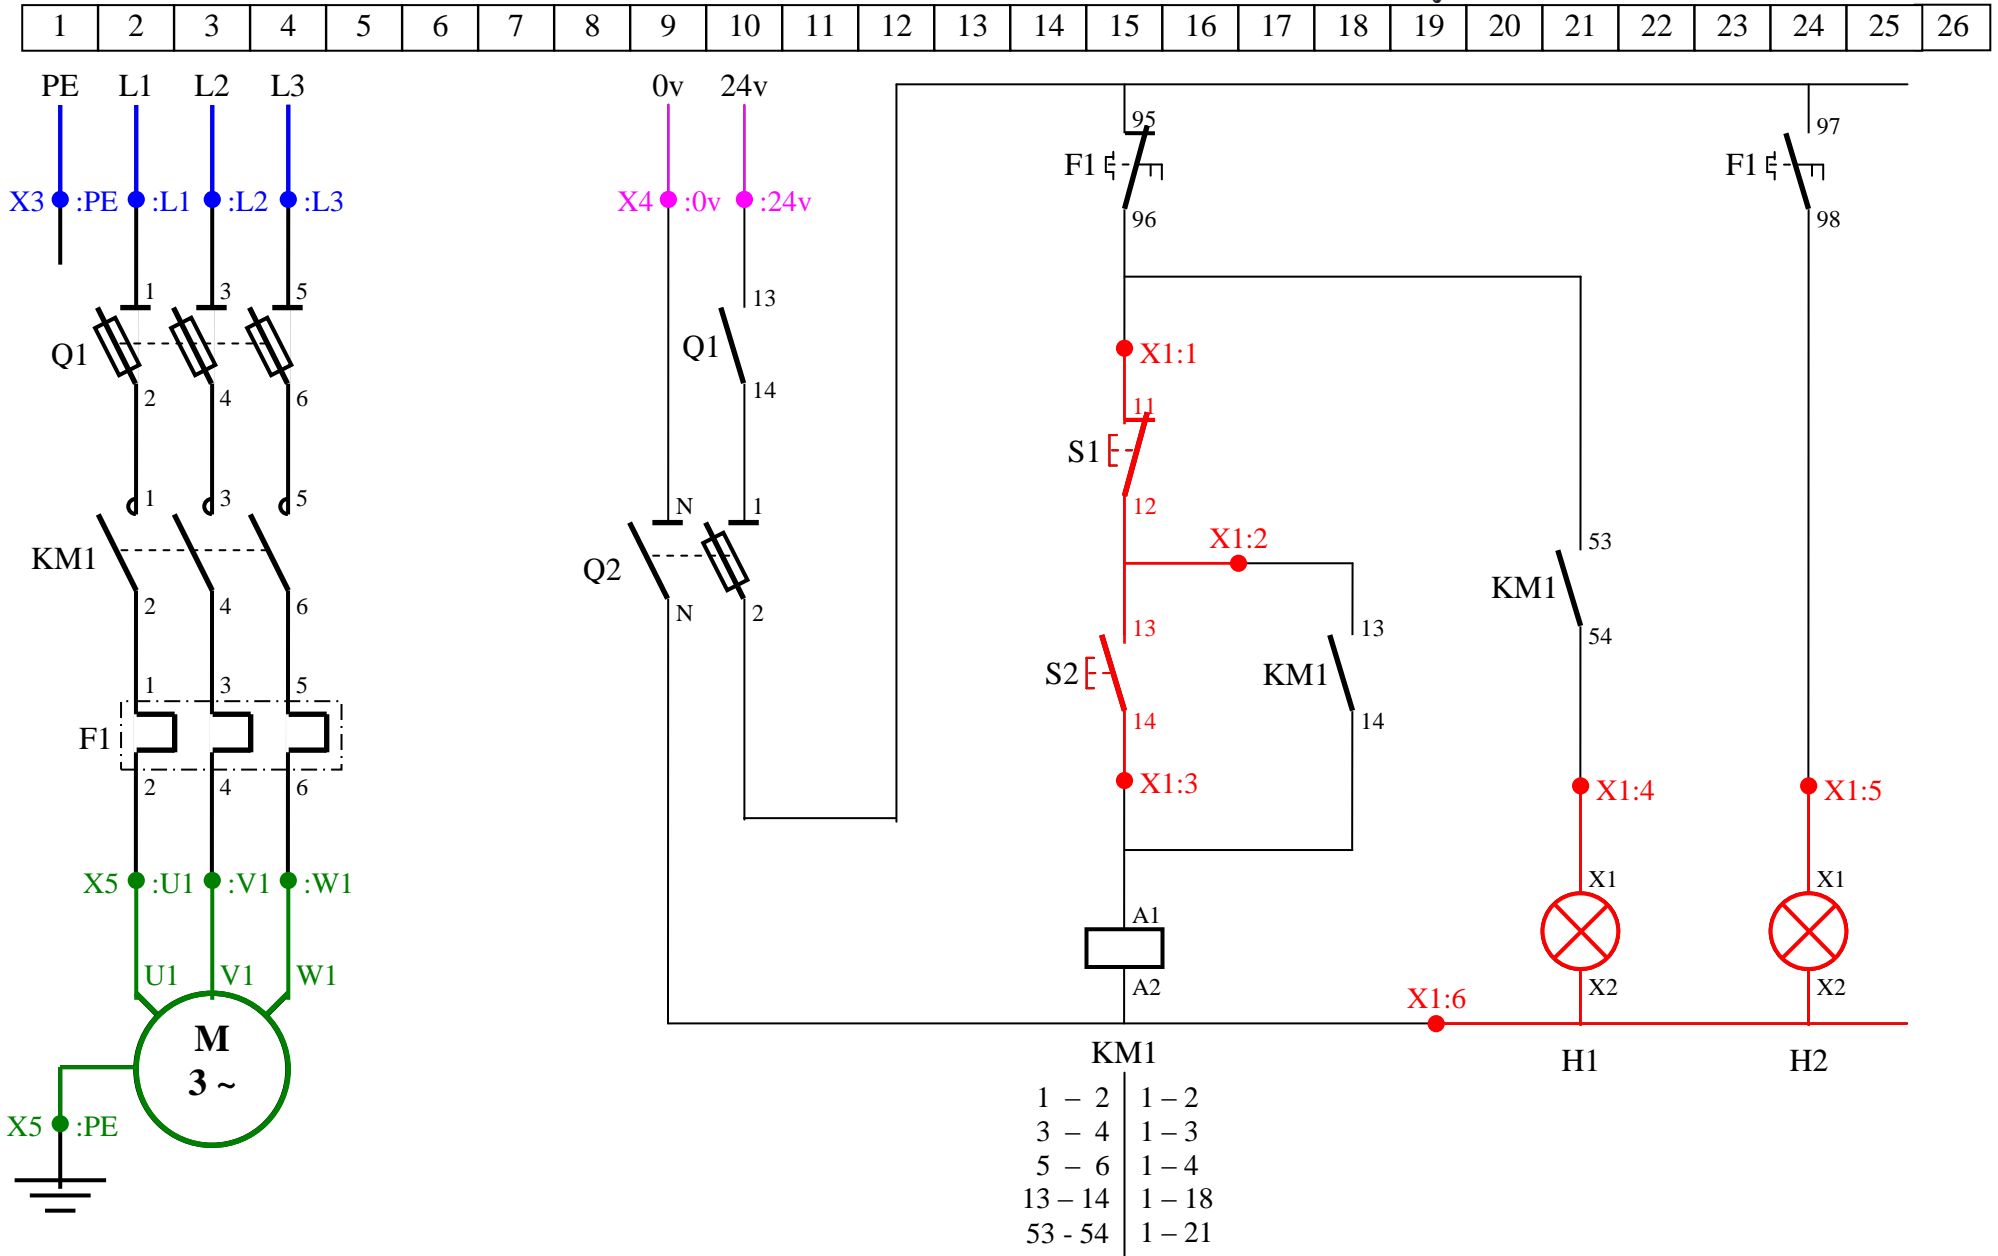 1 2 3 4 5 6 7 8 9 10 11 12 13 14 15 16 17 18 19 20 21 22 23 24 25 26
PE L1 L2 L3 0v 24v
95 97
F1 F1
X3 :PE :L1 :L2 :L3 X4 :0v :24v
96 98
1 3 5 13
Q1 Q1 X1:1
2 4 6 14 11
S1
1 3 5 N 1 12
X1:2 53
KM1 Q2 KM1
2 4 6 N 2 13 13 54
S2 KM1
1 3 5 14 14
F1
2 4 6 X1:3 X1:4 X1:5
X5 :U1 :V1 :W1 X1 X1
A1
U1 V1 W1 A2 X2 X2
X1:6
M
3 ~
KM1 H1 H2
1 – 2 1 – 2
X5 :PE
3 – 4 1 – 3
5 – 6 1 – 4
13 – 14 1 – 18
53 - 54 1 – 21